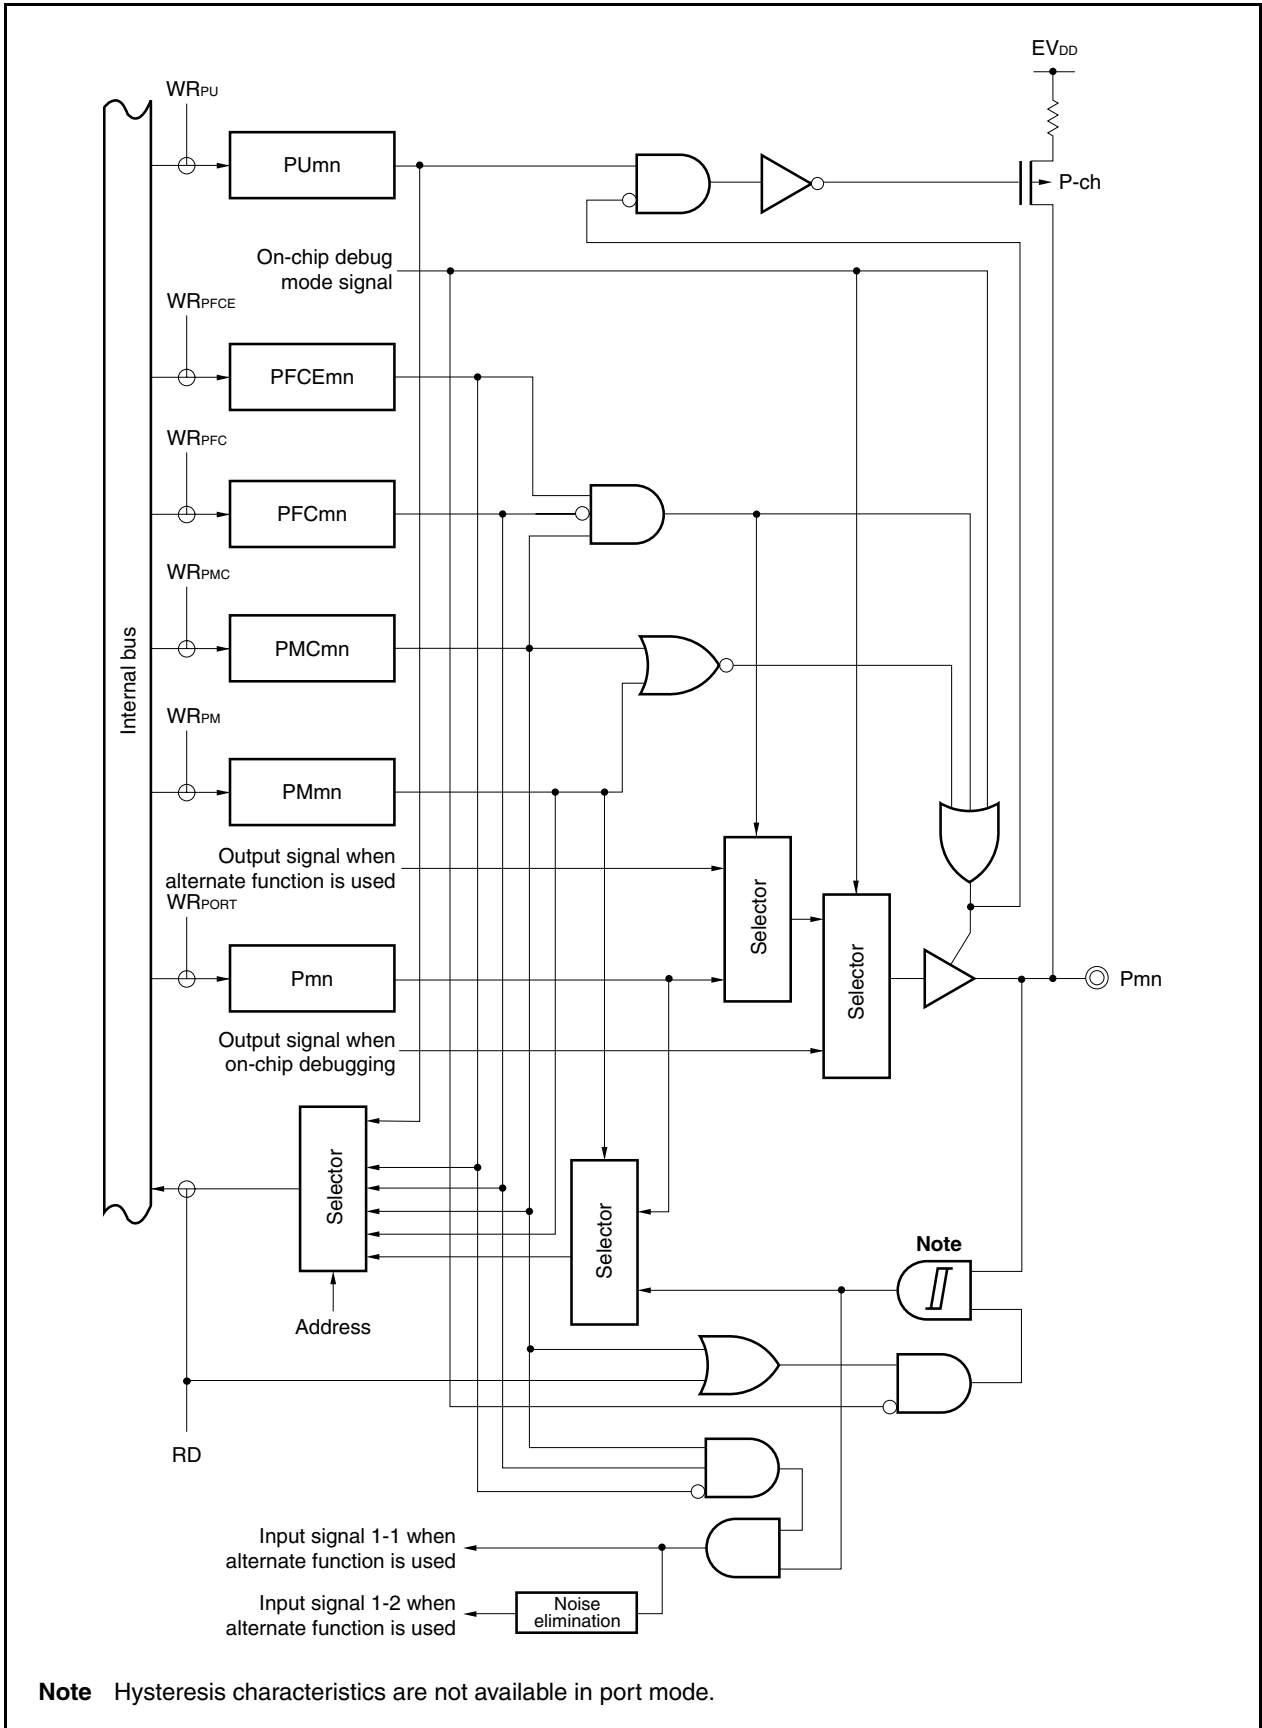 EVDD
WRPU
PUmn
P-ch
On-chip debug
mode signal
WRPFCE
PFCEmn
WRPFC
PFCmn
WRPMC
PMCmn
Internal bus
WRPM
PMmn
Output signal when
alternate function is used
WRPORT
Pmn
Selector
Selector
Pmn
Output signal when
on-chip debugging
Selector
Selector
Note
Address
RD
Input signal 1-1 when
alternate function is used
Input signal 1-2 when
alternate function is used
Noise
elimination
Note Hysteresis characteristics are not available in port mode.